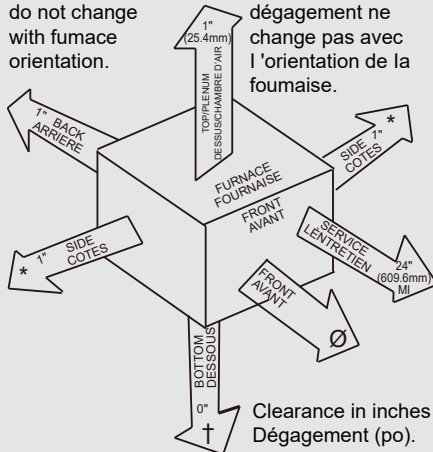 do not change
with fumace
orientation.
dégagement ne
change pas avec
l 'orientation de la
foumaise.
1"
(25.4mm)
TOP/PLENUM
DESSUS/CHAMBRE D'AIR
1" BACK
ARRIERE
*
SIDE 1"
COTES
FURNACE
FOURNAISE
FRONT
AVANT
1" SIDE
COTES
*
SERVICE
LENTRETIEN
24"
(609.6mm)
MI
FRONT
AVANT
Ø
BOTTOM
DESSOUS
0"
†
Clearance in inches
Dégagement (po).